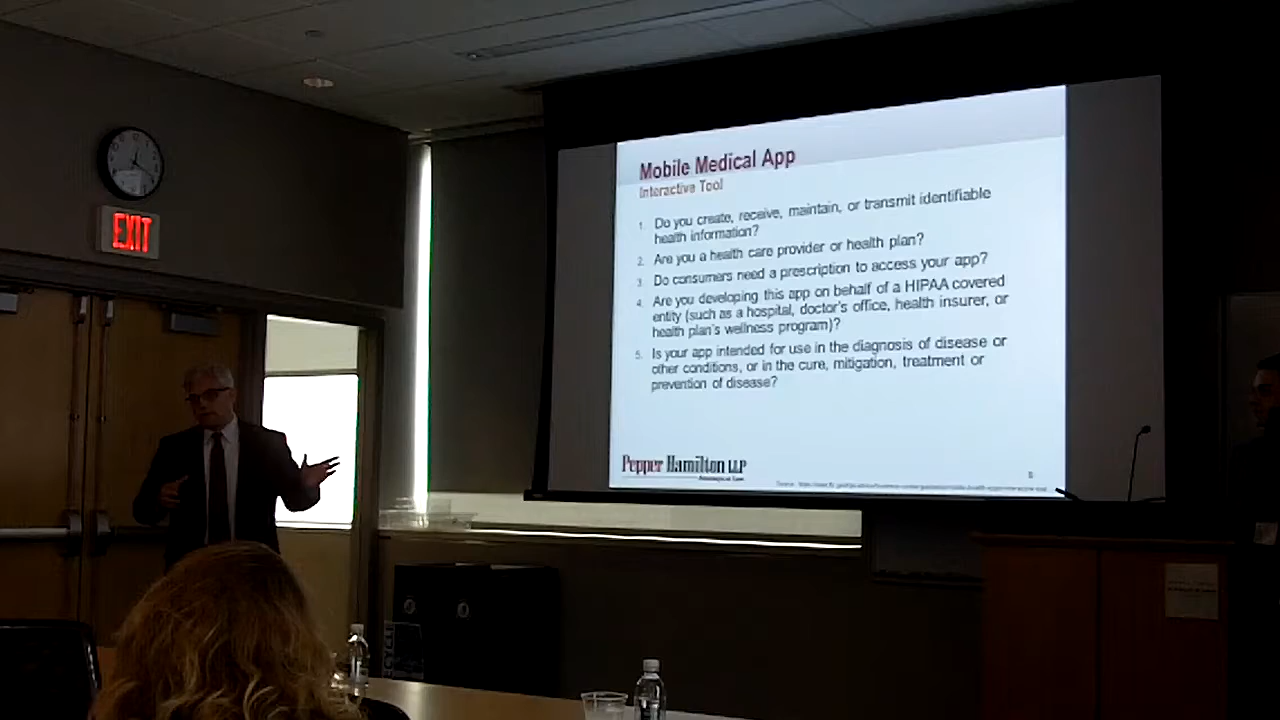 EXIT
Mobile Medical App
Interactive Tool
1. Do you create, receive, maintain, or transmit identifiable
health information?
2. Are you a health care provider or health plan?
3. Do consumers need a prescription to access your app?
4. Are you developing this app on behalf of a HIPAA covered
entity (such as a hospital, doctor's office, health insurer, or
health plan's wellness program)?
5. Is your app intended for use in the diagnosis of disease or
other conditions, or in the cure, mitigation, treatment or
prevention of disease?
Pepper Hamilton LLP
Attorneys at Law